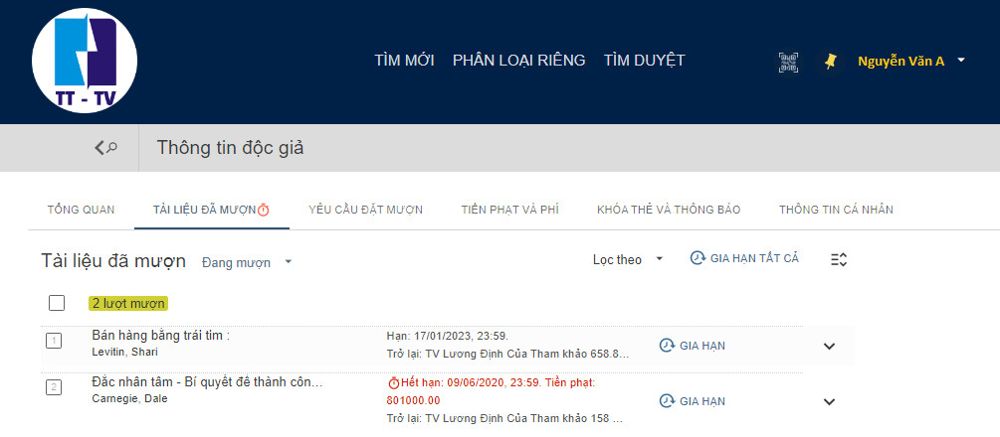 TT - TV
TÌM MỚI PHÂN LOẠI RIÊNG TÌM DUYỆT Nguyễn Văn A
Thông tin độc giả
TỔNG QUAN TÀI LIỆU ĐÃ MƯỢN YÊU CẦU ĐẶT MƯỢN TIỀN PHẠT VÀ PHÍ KHÓA THẺ VÀ THÔNG BÁO THÔNG TIN CÁ NHÂN
Tài liệu đã mượn Đang mượn Lọc theo GIA HẠN TẤT CẢ
2 lượt mượn
1 Bán hàng bằng trái tim : Hạn: 17/01/2023, 23:59.
Levitin, Shari Trở lại: TV Lương Định Của Tham khảo 658.8... GIA HẠN
2 Đắc nhân tâm - Bí quyết để thành côn... Hết hạn: 09/06/2020, 23:59. Tiền phạt:
Carnegie, Dale 801000.00 GIA HẠN
Trở lại: TV Lương Định Của Tham khảo 158 ...